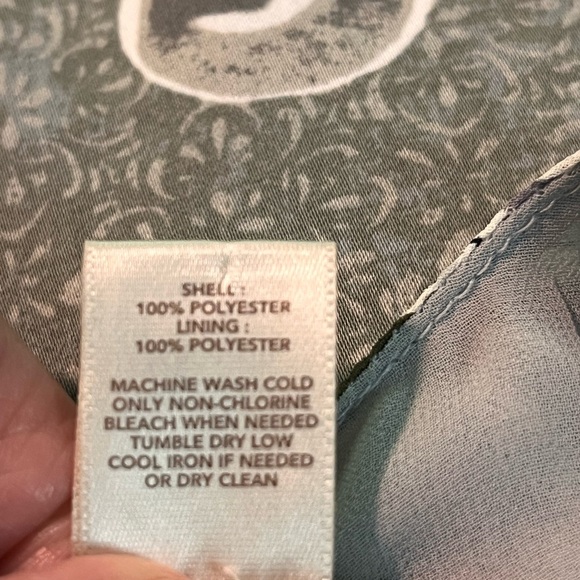 SHELL :
100% POLYESTER
LINING :
100% POLYESTER
MACHINE WASH COLD
ONLY NON-CHLORINE
BLEACH WHEN NEEDED
TUMBLE DRY LOW
COOL IRON IF NEEDED
OR DRY CLEAN